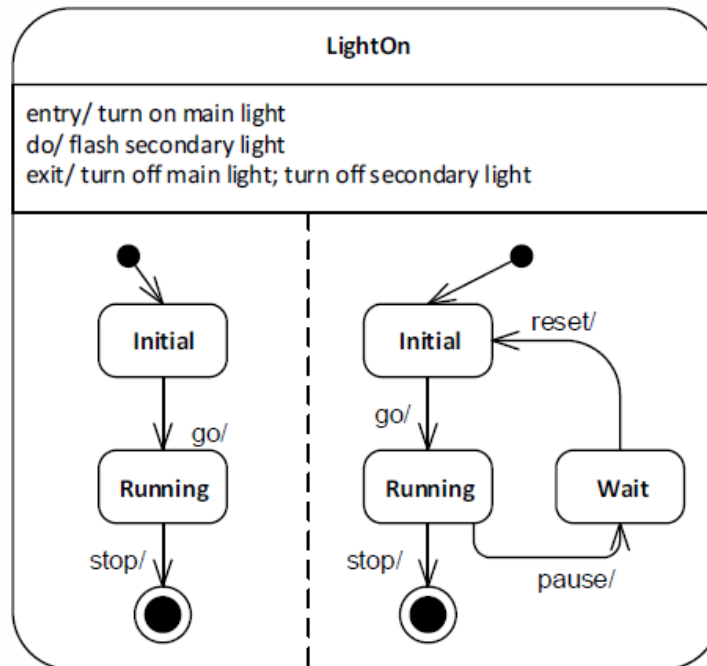 LightOn
entry/ turn on main light
do/ flash secondary light
exit/ turn off main light; turn off secondary light
Initial
go/
Running
stop/
Initial
reset/
go/
Running
Wait
stop/
pause/